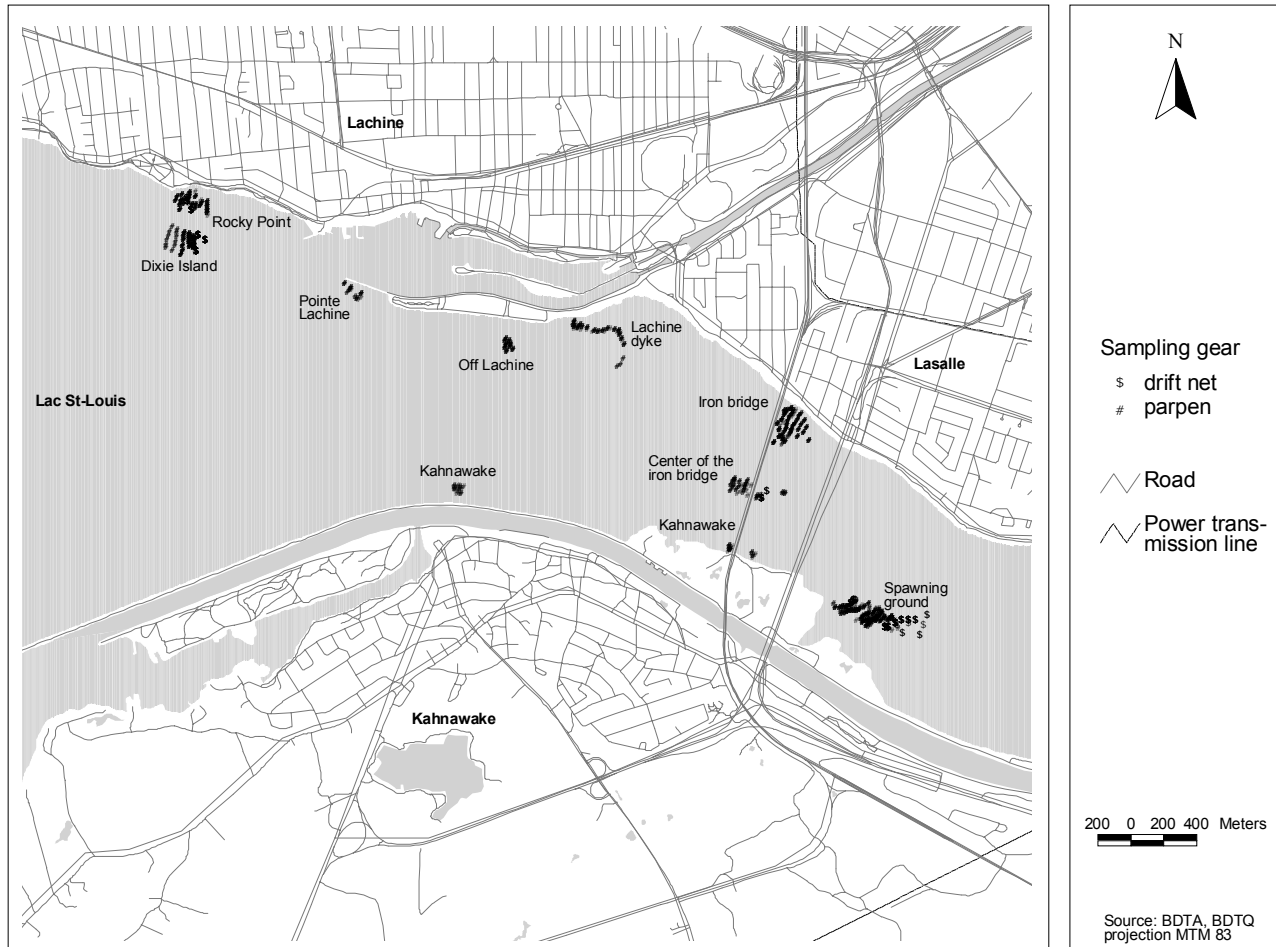 Lachine
Rocky Point
Dixie Island
Pointe
Lachine
Off Lachine
Lachine
dyke
Lasalle
Lac St-Louis
Iron bridge
Center of the
iron bridge
Kahnawake
Kahnawake
Spawning
ground
Kahnawake
N
Sampling gear
$ drift net
# parpen
Road
Power trans-
mission line
200 0 200 400 Meters
Source: BDTA, BDTQ
projection MTM 83